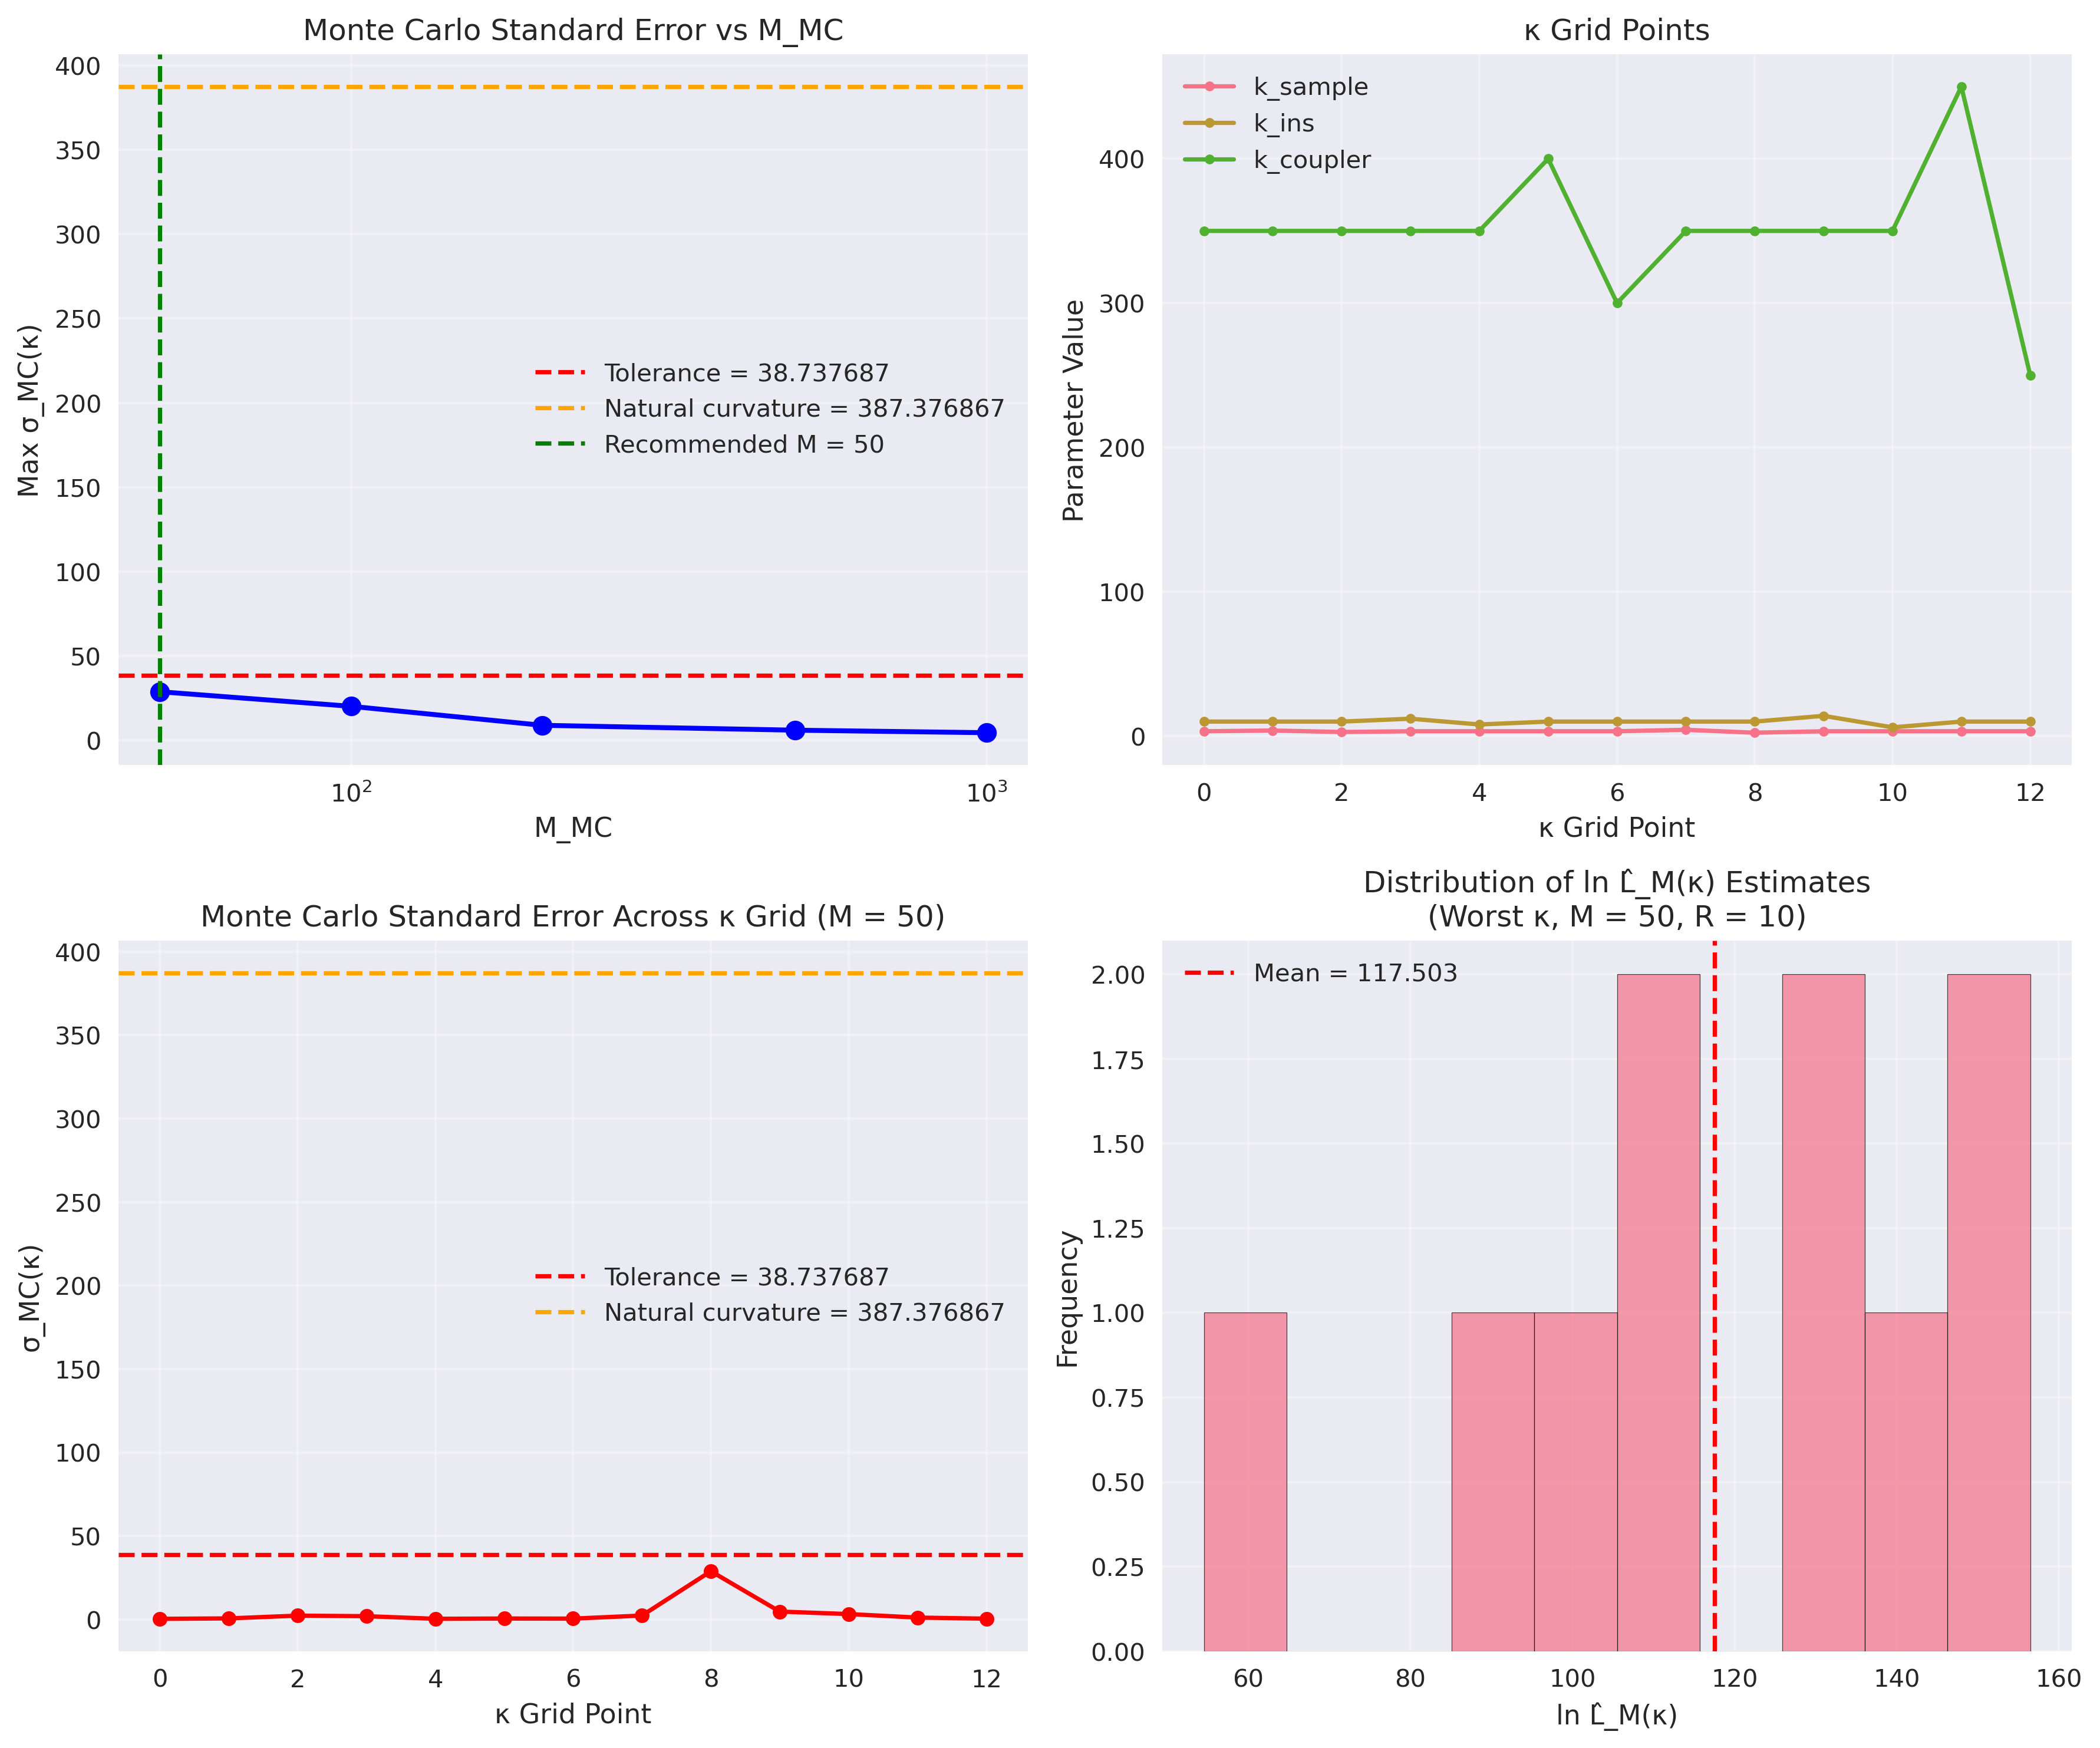 Monte Carlo Standard Error vs M_MC
400
350
300
250
200
150
100
50
0
Max σ_MC(κ)
Tolerance = 38.737687
Natural curvature = 387.376867
Recommended M = 50
10²
10³
M_MC
κ Grid Points
k_sample
k_ins
k_coupler
400
300
200
100
0
Parameter Value
0 2 4 6 8 10 12
κ Grid Point
Monte Carlo Standard Error Across κ Grid (M = 50)
400
350
300
250
200
150
100
50
0
σ_MC(κ)
Tolerance = 38.737687
Natural curvature = 387.376867
0 2 4 6 8 10 12
κ Grid Point
Distribution of ln L̂_M(κ) Estimates
(Worst κ, M = 50, R = 10)
Mean = 117.503
2.00
1.75
1.50
1.25
1.00
0.75
0.50
0.25
0.00
Frequency
60 80 100 120 140 160
ln L̂_M(κ)